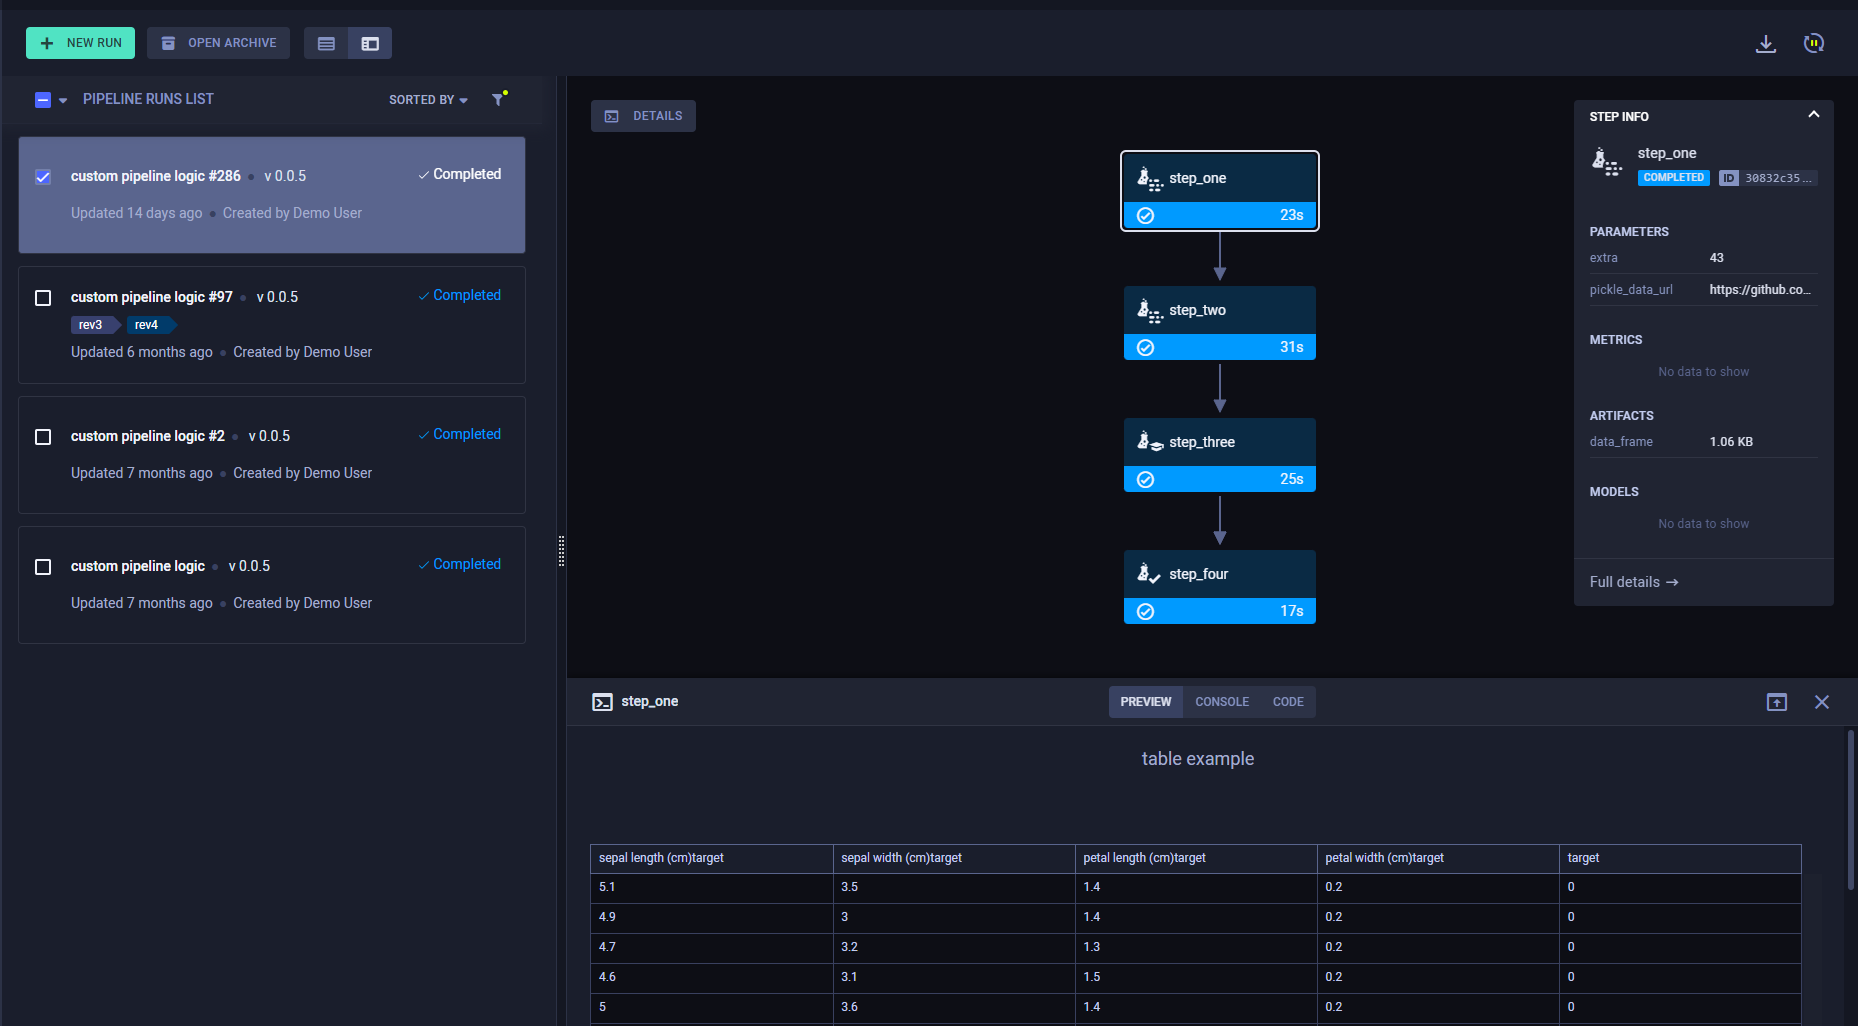 NEW RUN
OPEN ARCHIVE
PIPELINE RUNS LIST
SORTED BY
custom pipeline logic #286 • v 0.0.5
Completed
Updated 14 days ago • Created by Demo User
custom pipeline logic #97 • v 0.0.5
Completed
rev3 rev4
Updated 6 months ago • Created by Demo User
custom pipeline logic #2 • v 0.0.5
Completed
Updated 7 months ago • Created by Demo User
custom pipeline logic • v 0.0.5
Completed
Updated 7 months ago • Created by Demo User
DETAILS
step_one
23s
step_two
31s
step_three
25s
step_four
17s
STEP INFO
step_one
COMPLETED ID 30832c35...
PARAMETERS
extra 43
pickle_data_url https://github.co...
METRICS
No data to show
ARTIFACTS
data_frame 1.06 KB
MODELS
No data to show
Full details →
step_one
PREVIEW CONSOLE CODE
table example
sepal length (cm)target sepal width (cm)target petal length (cm)target petal width (cm)target target
5.1 3.5 1.4 0.2 0
4.9 3 1.4 0.2 0
4.7 3.2 1.3 0.2 0
4.6 3.1 1.5 0.2 0
5 3.6 1.4 0.2 0